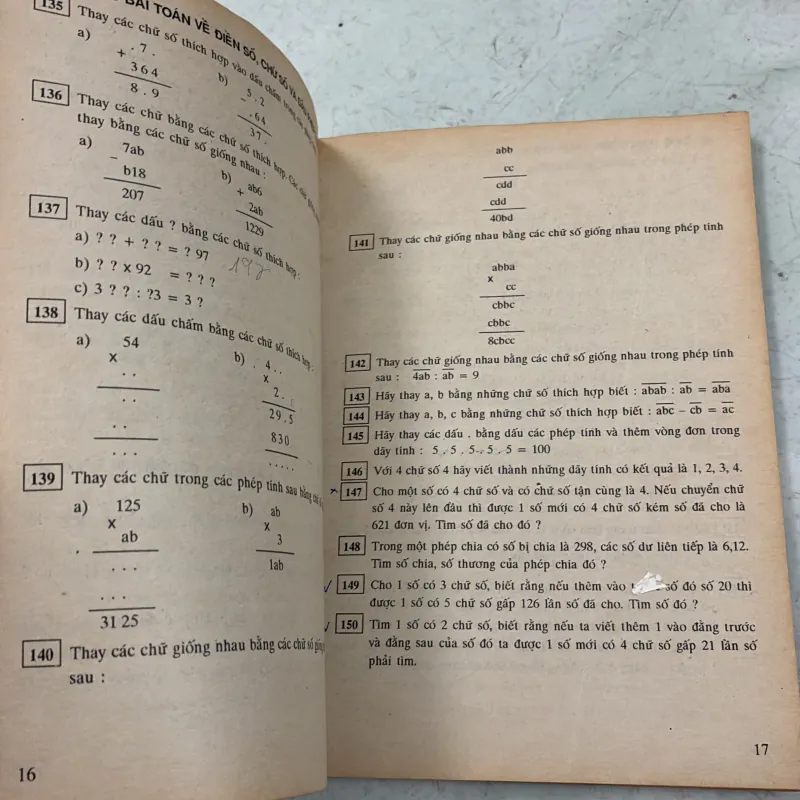 BÀI TOÁN VỀ ĐIỀN SỐ, CHỮ SỐ VÀ
135 Thay các chữ số thích hợp vào dấu chấm trong các
a) . 7 .
+
3 6 4
8 . 9
b) 5 . 2
−
. 64
37 .
136 Thay các chữ bằng các chữ số thích hợp. Các chữ
thay bằng các chữ số giống nhau :
a) 7ab
−
b18
207
b) ab6
+
2ab
1229
137 Thay các dấu ? bằng các chữ số thích hợp :
a) ? ? + ? ? = ? 97
b) ? ? x 92 = ? ? ?
c) 3 ? ? : ?3 = 3 ?
138 Thay các dấu chấm bằng các chữ số thích hợp :
a) 54
x
. .
. . .
. . .
. . .
b) . 4 . .
x
2 .
29.5
830
. . . . .
139 Thay các chữ trong các phép tính sau bằng
a) 125
x
ab
. . .
. . .
31 25
b) ab
x
3
1ab
140 Thay các chữ giống nhau bằng các chữ số
sau :
16
abb
cc
cdd
cdd
40bd
141 Thay các chữ giống nhau bằng các chữ số giống nhau trong phép tính
sau :
abba
x
cc
cbbc
cbbc
8cbcc
142 Thay các chữ giống nhau bằng các chữ số giống nhau trong phép tính
sau : 4ab : ab = 9
143 Hãy thay a, b bằng những chữ số thích hợp biết : abab : ab = aba
144 Hãy thay a, b, c bằng những chữ số thích hợp biết : abc − cb = ac
145 Hãy thay các dấu . bằng dấu các phép tính và thêm vòng đơn trong
dãy tính : 5 . 5 . 5 . 5 . 5 = 100
146 Với 4 chữ số 4 hãy viết thành những dãy tính có kết quả là 1, 2, 3, 4.
147 Cho một số có 4 chữ số và có chữ số tận cùng là 4. Nếu chuyển chữ
số 4 này lên đầu thì được 1 số mới có 4 chữ số kém số đã cho là
621 đơn vị. Tìm số đã cho ?
148 Trong một phép chia có số bị chia là 298, các số dư liên tiếp là 6,12.
Tìm số chia, số thương của phép chia đó ?
149 Cho 1 số có 3 chữ số, biết rằng nếu thêm vào số đó số 20 thì
được 1 số có 5 chữ số gấp 126 lần số đã cho. Tìm số đó ?
150 Tìm 1 số có 2 chữ số, biết rằng nếu ta viết thêm 1 vào đằng trước
và đằng sau của số đó ta được 1 số mới có 4 chữ số gấp 21 lần số
phải tìm.
17